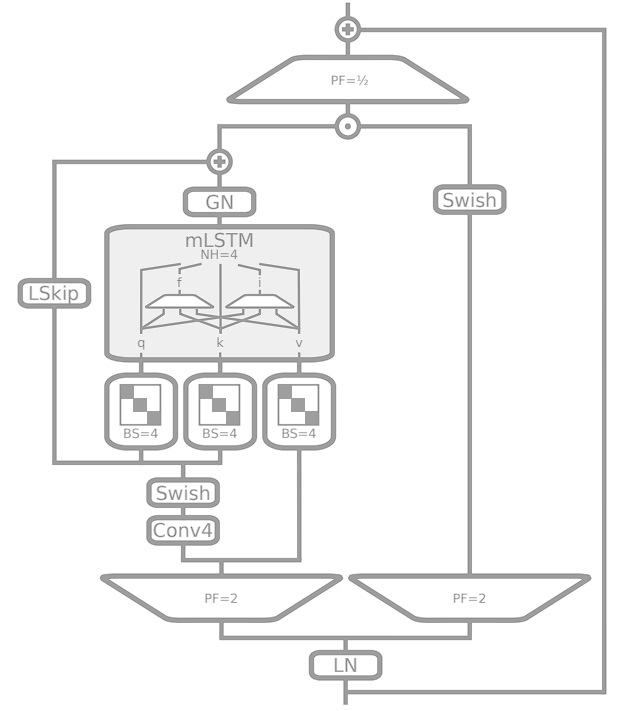 PF=½
GN
Swish
mLSTM
NH=4
f
i
LSkip
q
k
v
BS=4
BS=4
BS=4
Swish
Conv4
PF=2
PF=2
LN